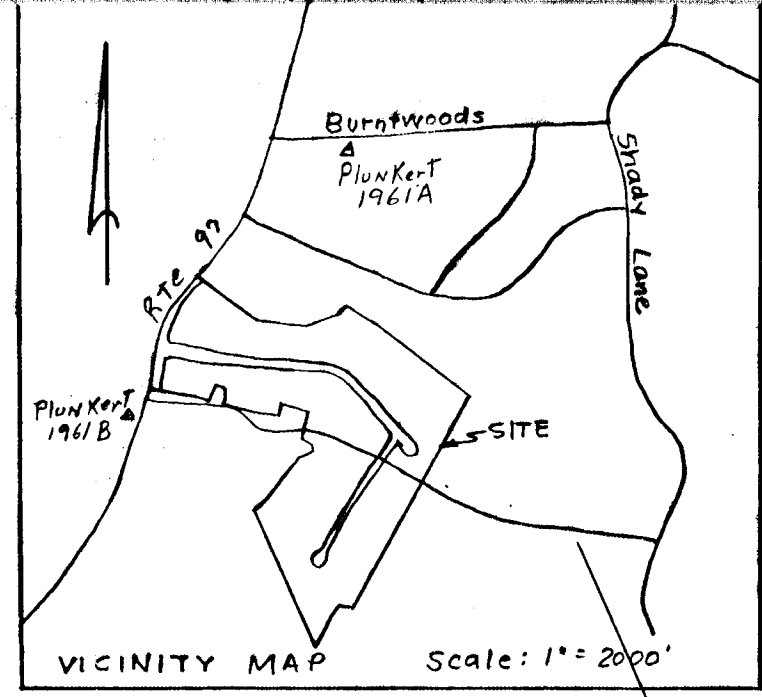 Burntwoods
PlunKerT
1961A
Shady Lane
RTe 97
PlunKerT
1961B
SITE
VICINITY MAP
Scale: 1" = 2000'